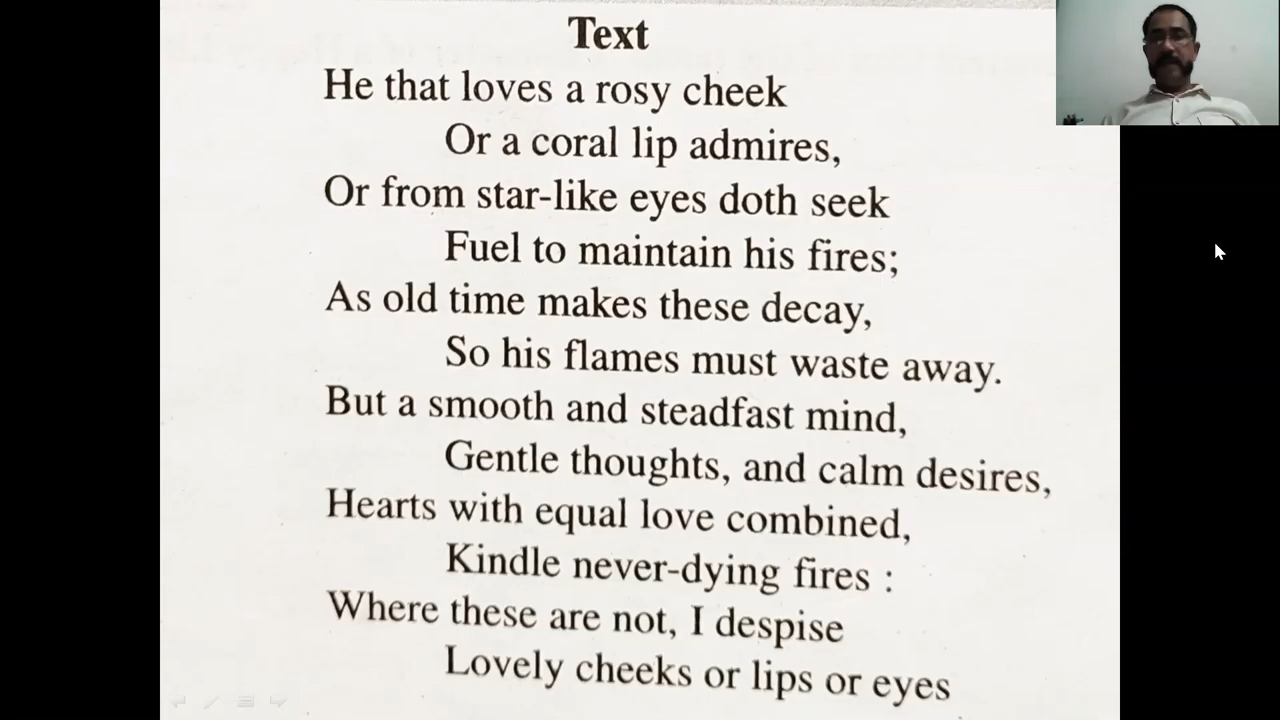 Text
He that loves a rosy cheek
Or a coral lip admires,
Or from star-like eyes doth seek
Fuel to maintain his fires;
As old time makes these decay,
So his flames must waste away.
But a smooth and steadfast mind,
Gentle thoughts, and calm desires,
Hearts with equal love combined,
Kindle never-dying fires :
Where these are not, I despise
Lovely cheeks or lips or eyes